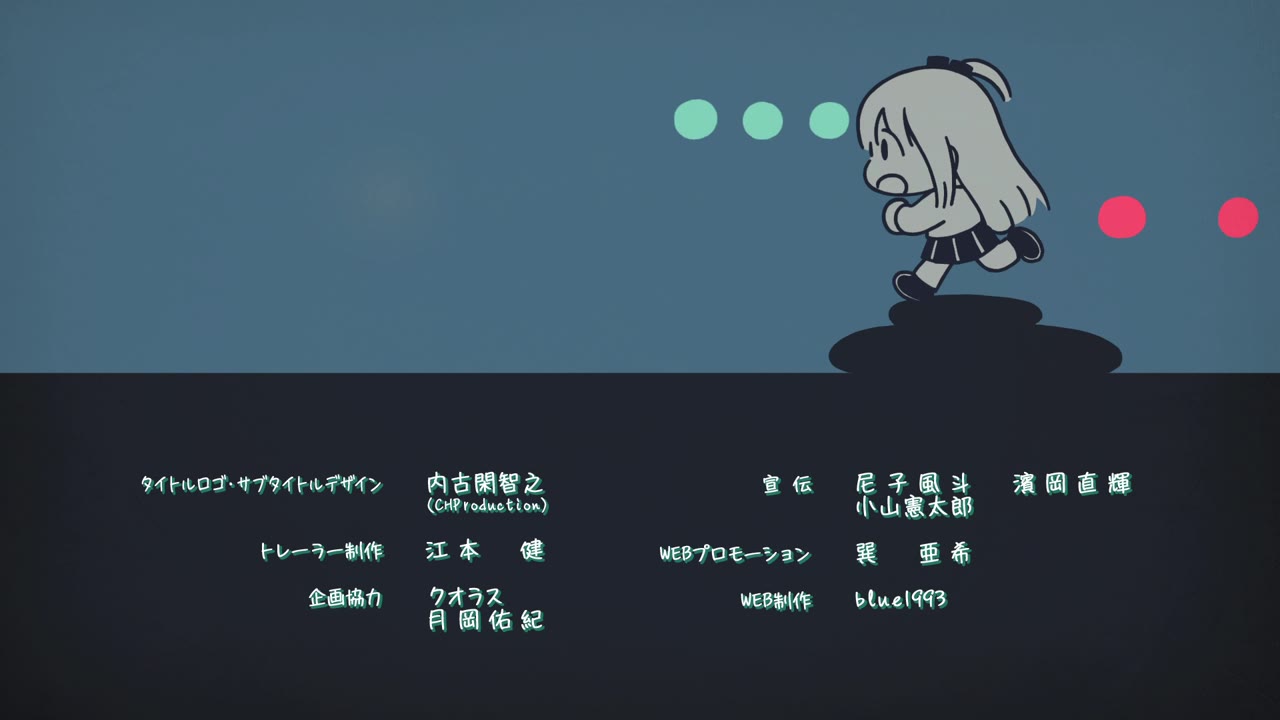 タイトルロゴ・サブタイトルデザイン 内古閑智之
(CHProduction)
トレーラー制作 江本 健
企画協力 クオラス
月岡佑紀
宣伝 尼子風斗 濱岡直輝
小山憲太郎
WEBプロモーション 巽 亜希
WEB制作 blue1993